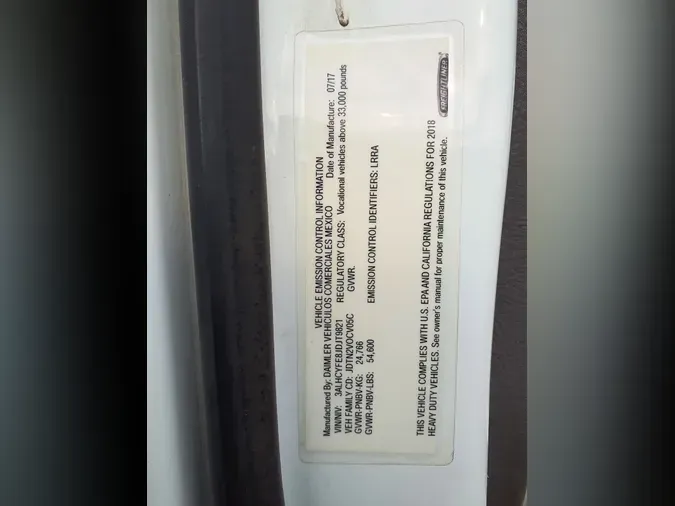 VEHICLE EMISSION CONTROL INFORMATION
Manufactured By: DAIMLER VEHICULOS COMERCIALES MEXICO Date of Manufacture: 07/17
VIN/NIV: 3ALHCYFE8JDJT9821 REGULATORY CLASS: Vocational vehicles above 33,000 pounds
VEH FAMILY CD: JDTN2VOCV05C GVWR.
GVWR-PNBV-KG: 24,766
GVWR-PNBV-LBS: 54,600 EMISSION CONTROL IDENTIFIERS: LRRA
THIS VEHICLE COMPLIES WITH U.S. EPA AND CALIFORNIA REGULATIONS FOR 2018
HEAVY DUTY VEHICLES. See owner's manual for proper maintenance of this vehicle.
FREIGHTLINER